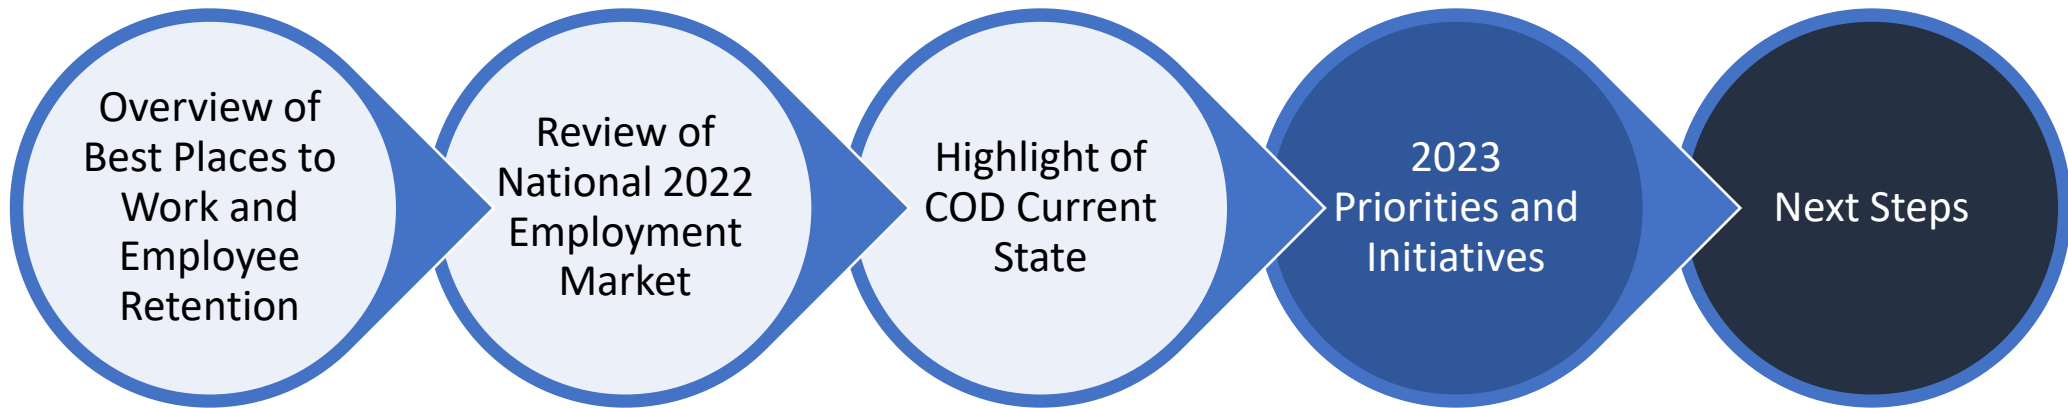 Overview of
Best Places to
Work and
Employee
Retention
Review of
National 2022
Employment
Market
Highlight of
COD Current
State
2023
Priorities and
Initiatives
Next Steps